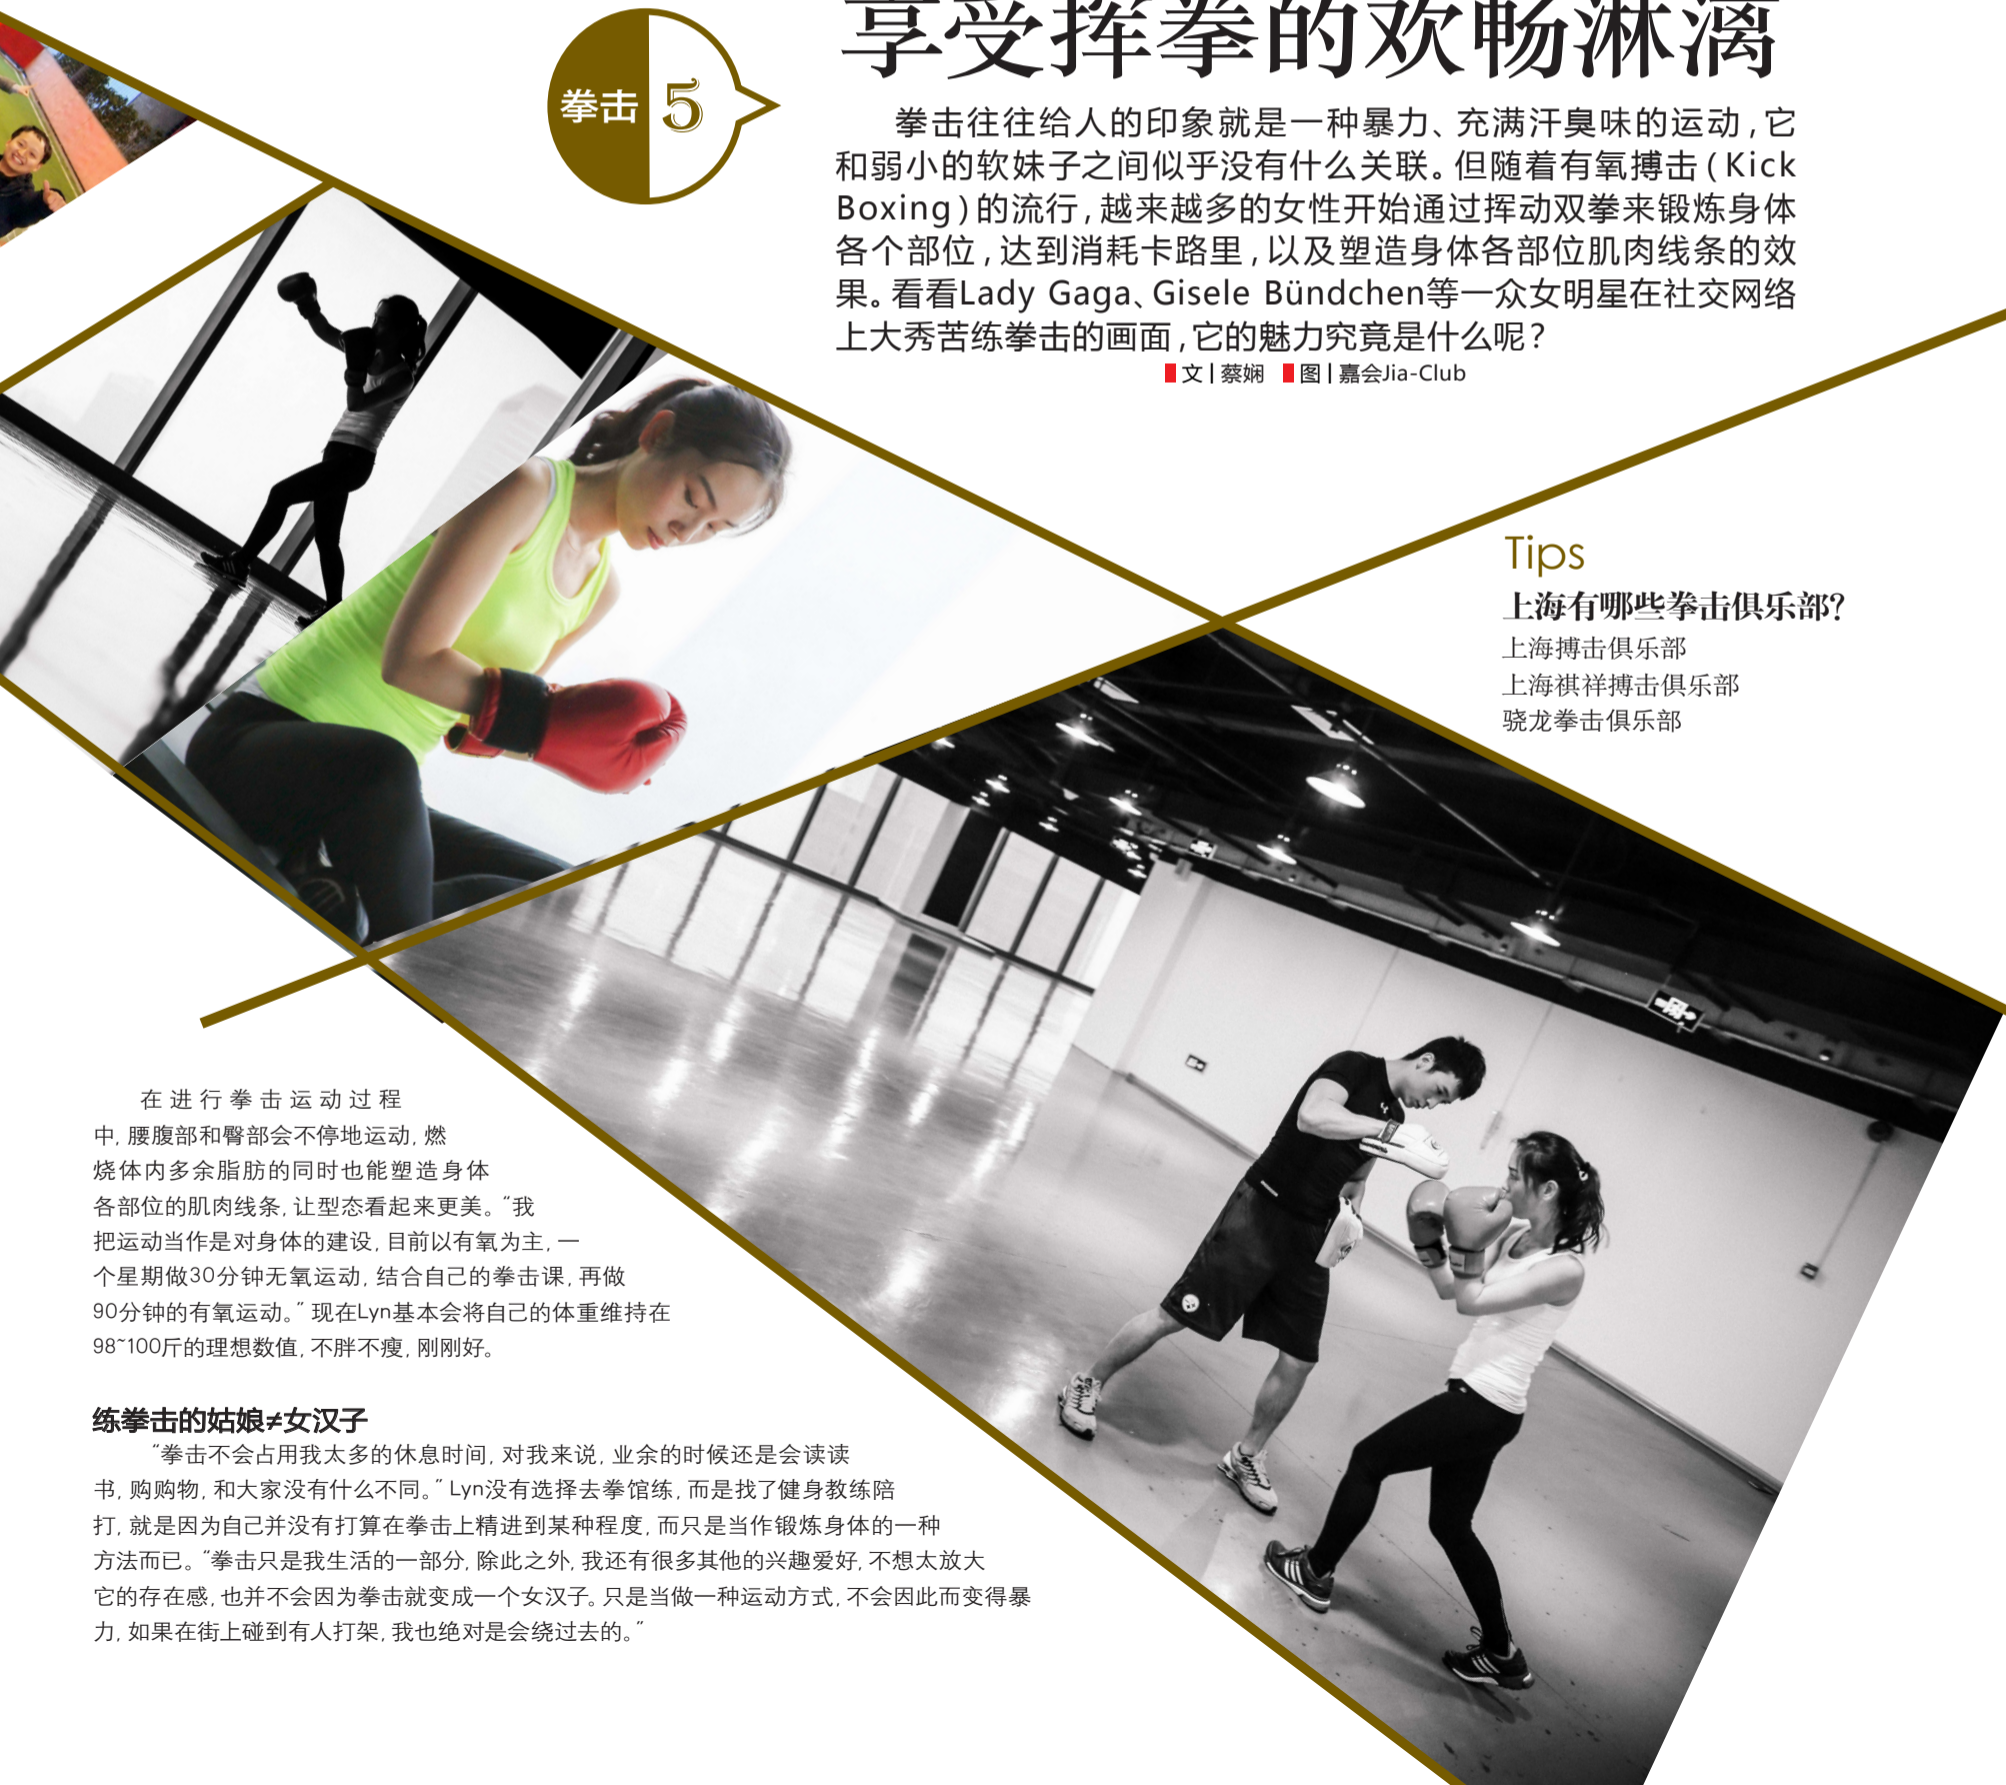 享受挥拳的欢畅淋漓
拳击 5
拳击往往给人的印象就是一种暴力、充满汗臭味的运动，它
和弱小的软妹子之间似乎没有什么关联。但随着有氧搏击（Kick
Boxing）的流行，越来越多的女性开始通过挥动双拳来锻炼身体
各个部位，达到消耗卡路里，以及塑造身体各部位肌肉线条的效
果。看看Lady Gaga、Gisele Bündchen等一众女明星在社交网络
上大秀苦练拳击的画面，它的魅力究竟是什么呢？
文 | 蔡娴 图 | 嘉会Jia-Club
Tips
上海有哪些拳击俱乐部？
上海搏击俱乐部
上海祺祥搏击俱乐部
骁龙拳击俱乐部
在进行拳击运动过程
中，腰腹部和臀部会不停地运动，燃
烧体内多余脂肪的同时也能塑造身体
各部位的肌肉线条，让型态看起来更美。“我
把运动当作是对身体的建设，目前以有氧为主，一
个星期做30分钟无氧运动，结合自己的拳击课，再做
90分钟的有氧运动。”现在Lyn基本会将自己的体重维持在
98~100斤的理想数值，不胖不瘦，刚刚好。
练拳击的姑娘≠女汉子
“拳击不会占用我太多的休息时间，对我来说，业余的时候还是会读读
书，购购物，和大家没有什么不同。”Lyn没有选择去拳馆练，而是找了健身教练陪
打，就是因为自己并没有打算在拳击上精进到某种程度，而只是当作锻炼身体的一种
方法而已。“拳击只是我生活的一部分，除此之外，我还有很多其他的兴趣爱好，不想太放大
它的存在感，也并不会因为拳击就变成一个女汉子。只是当做一种运动方式，不会因此而变得暴
力，如果在街上碰到有人打架，我也绝对是会绕过去的。”